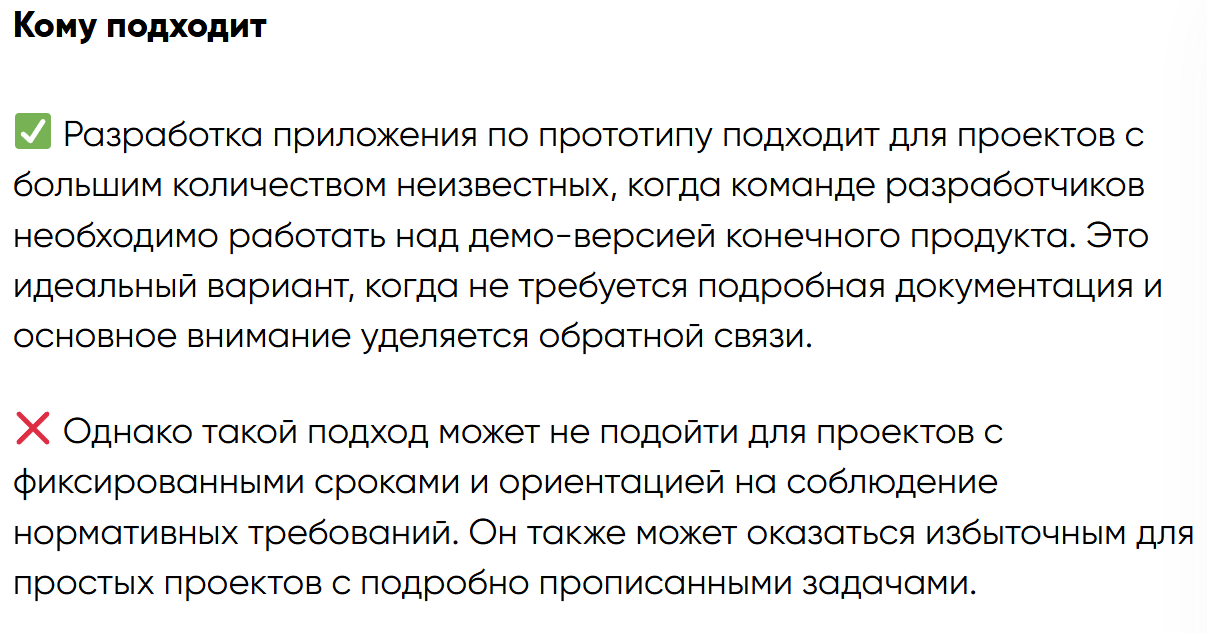 Кому подходит
✅ Разработка приложения по прототипу подходит для проектов с
большим количеством неизвестных, когда команде разработчиков
необходимо работать над демо-версией конечного продукта. Это
идеальный вариант, когда не требуется подробная документация и
основное внимание уделяется обратной связи.
❌ Однако такой подход может не подойти для проектов с
фиксированными сроками и ориентацией на соблюдение
нормативных требований. Он также может оказаться избыточным для
простых проектов с подробно прописанными задачами.